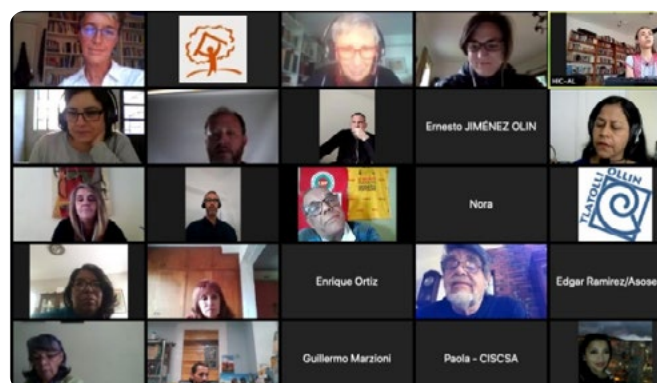 HIC-AL
Ernesto JIMÉNEZ OLIN
Nora
TLATOLLI
OLLIN
Enrique Ortiz
Edgar Ramirez/Asose
Guillermo Marzioni
Paola - CISCSA